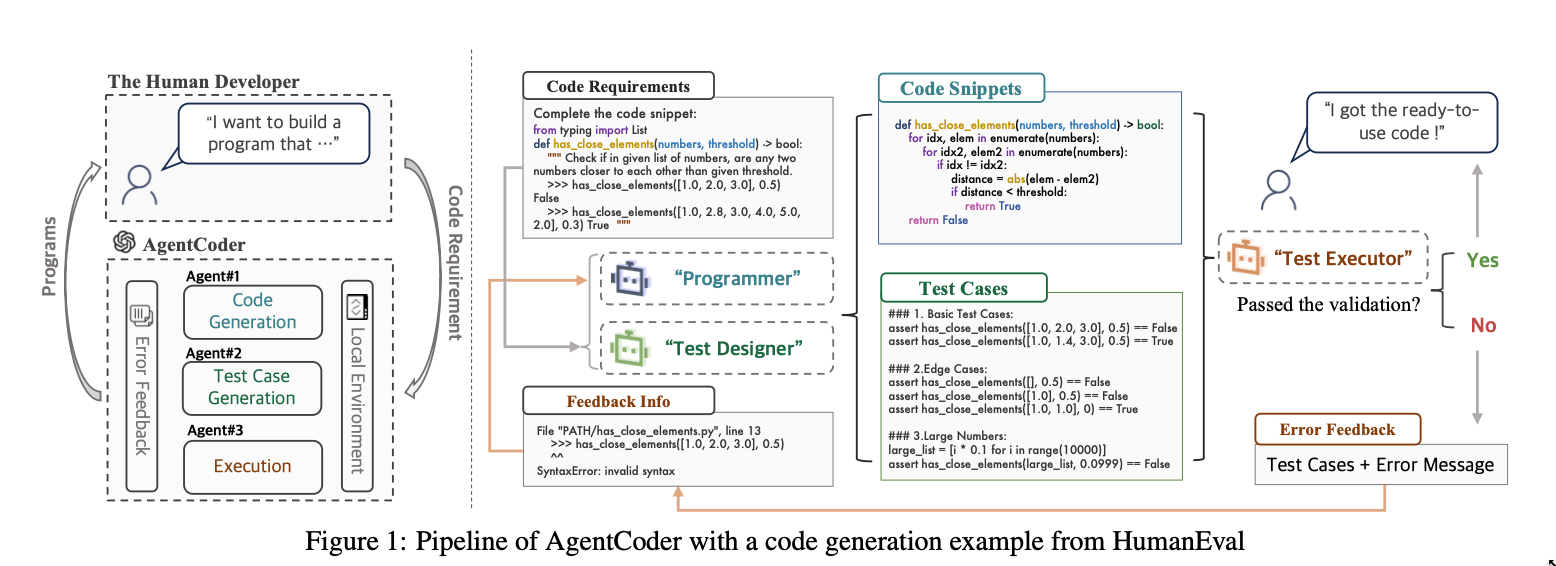 The Human Developer
"I want to build a
program that ⋯"
Programs
Code Requirement
AgentCoder
Error Feedback
Agent#1
Code
Generation
Agent#2
Test Case
Generation
Agent#3
Execution
Local Environment
Code Requirements
Complete the code snippet:
from typing import List
def has_close_elements(numbers, threshold) -> bool:
""" Check if in given list of numbers, are any two
numbers closer to each other than given threshold.
>>> has_close_elements([1.0, 2.0, 3.0], 0.5)
False
>>> has_close_elements([1.0, 2.8, 3.0, 4.0, 5.0,
2.0], 0.3) True """
"Programmer"
"Test Designer"
Feedback Info
File "PATH/has_close_elements.py", line 13
>>> has_close_elements([1.0, 2.0, 3.0], 0.5)
^^
SyntaxError: invalid syntax
Code Snippets
def has_close_elements(numbers, threshold) -> bool:
for idx, elem in enumerate(numbers):
for idx2, elem2 in enumerate(numbers):
if idx != idx2:
distance = abs(elem - elem2)
if distance < threshold:
return True
return False
Test Cases
### 1. Basic Test Cases:
assert has_close_elements([1.0, 2.0, 3.0], 0.5) == False
assert has_close_elements([1.0, 1.4, 3.0], 0.5) == True
### 2.Edge Cases:
assert has_close_elements([], 0.5) == False
assert has_close_elements([1.0], 0.5) == False
assert has_close_elements([1.0, 1.0], 0) == True
### 3.Large Numbers:
large_list = [i * 0.1 for i in range(10000)]
assert has_close_elements(large_list, 0.0999) == False
"I got the ready-to-
use code !"
"Test Executor"
Passed the validation?
Yes
No
Error Feedback
Test Cases + Error Message
Figure 1: Pipeline of AgentCoder with a code generation example from HumanEval